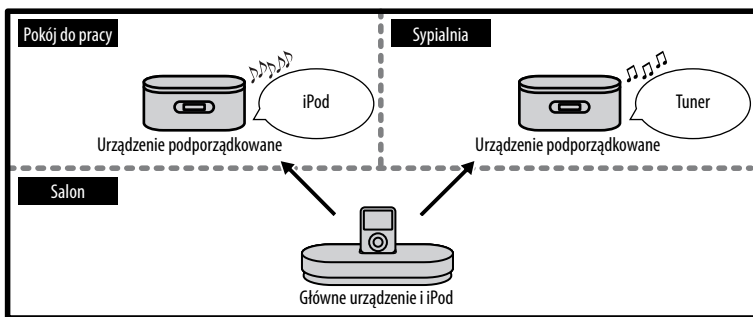 Pokój do pracy
Sypialnia
iPod
Tuner
Urządzenie podporządkowane
Urządzenie podporządkowane
Salon
Główne urządzenie i iPod